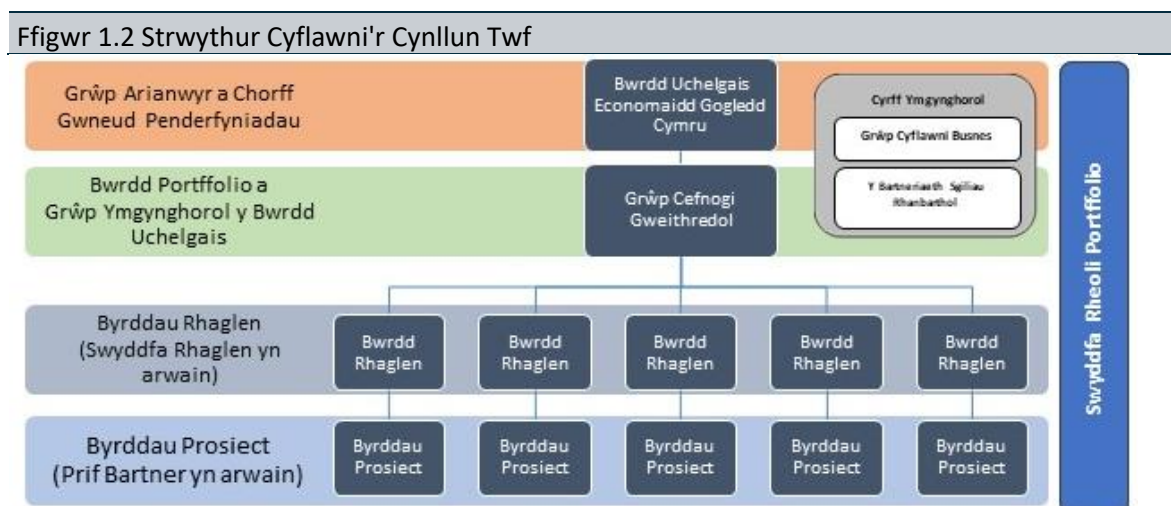 Ffigwr 1.2 Strwythur Cyflawni'r Cynllun Twf
Grŵp Arianwyr a Chorff
Gwneud Penderfyniadau
Bwrdd Uchelgais
Economaidd Gogledd
Cymru
Cyrff Ymgynghorol
Grŵp Cyflawni Busnes
Y Bartneriaeth Sgiliau
Rhanbarthol
Bwrdd Portffolio a
Grŵp Ymgynghorol y Bwrdd
Uchelgais
Grŵp Cefnogi
Gweithredol
Byrddau Rhaglen
(Swyddfa Rhaglen yn
arwain)
Bwrdd
Rhaglen
Bwrdd
Rhaglen
Bwrdd
Rhaglen
Bwrdd
Rhaglen
Bwrdd
Rhaglen
Byrddau Prosiect
(Prif Bartner yn arwain)
Byrddau
Prosiect
Byrddau
Prosiect
Byrddau
Prosiect
Byrddau
Prosiect
Byrddau
Prosiect
Swyddfa Rheoli Portffolio